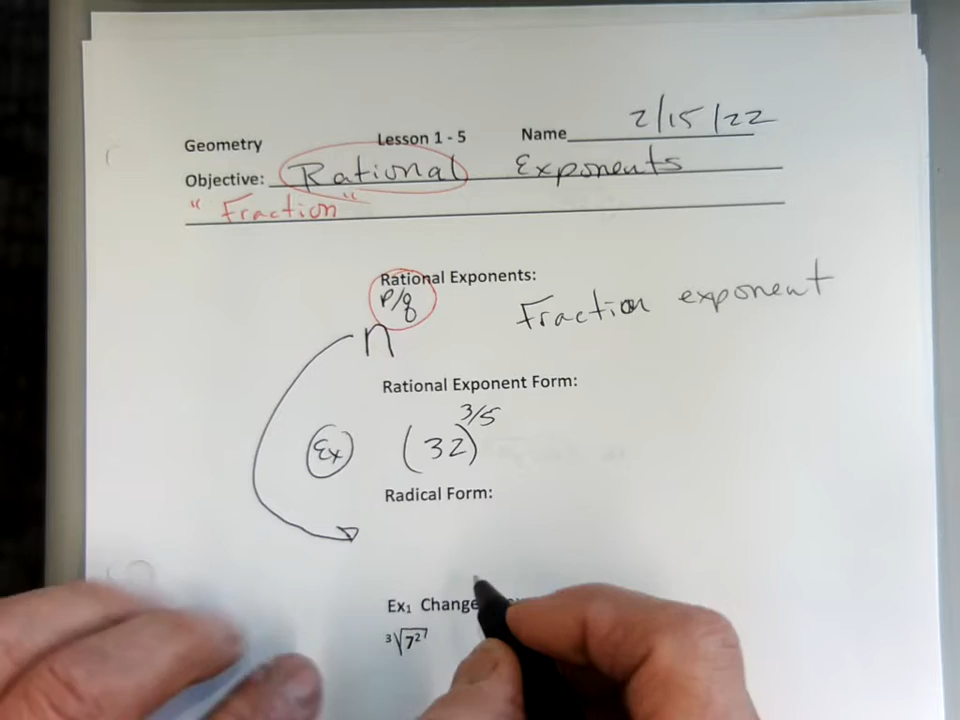 Geometry Lesson 1 - 5 Name 2/15/22
Objective: Rational Exponents
"Fraction"
Rational Exponents:
n^p/q Fraction exponent
Rational Exponent Form:
Ex (32)^3/5
Radical Form:
Ex₁ Change
³√7²⁷